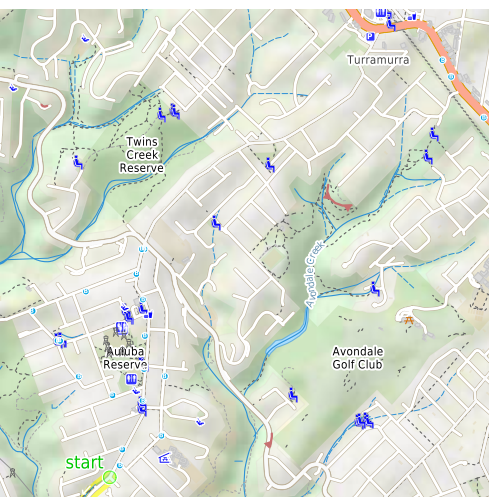 Turramurra
Twins
Creek
Reserve
Avondale Creek
Auluba
Reserve
Avondale
Golf Club
start